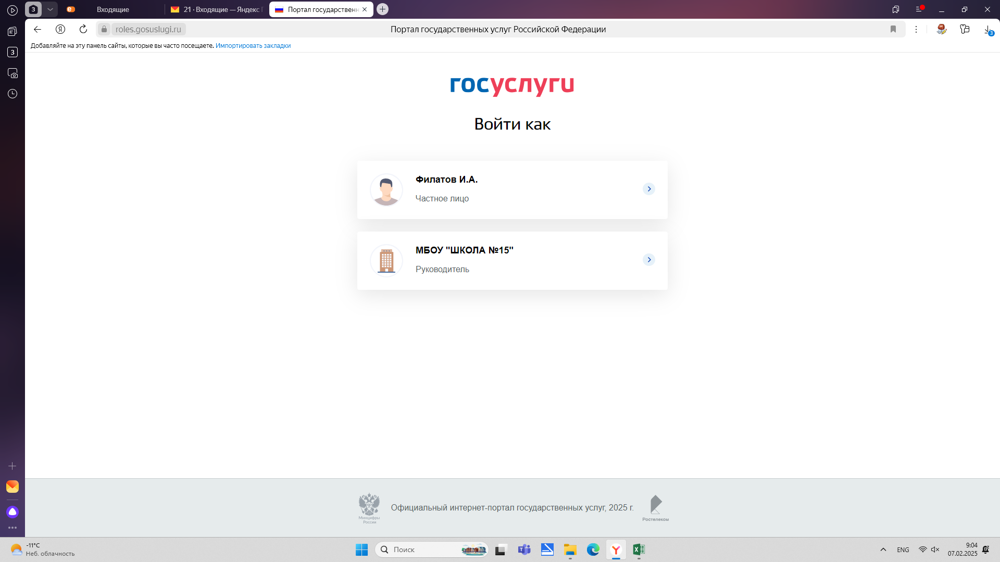 3
Входящие
21 · Входящие — Яндекс
Портал государственн
roles.gosuslugi.ru
Портал государственных услуг Российской Федерации
3
Добавляйте на эту панель сайты, которые вы часто посещаете. Импортировать закладки
3
госуслуги
Войти как
Филатов И.А.
Частное лицо
МБОУ "ШКОЛА №15"
Руководитель
Минцифры
России
Официальный интернет-портал государственных услуг, 2025 г.
Ростелеком
-11°C
Неб. облачность
Поиск
ENG
9:04
07.02.2025